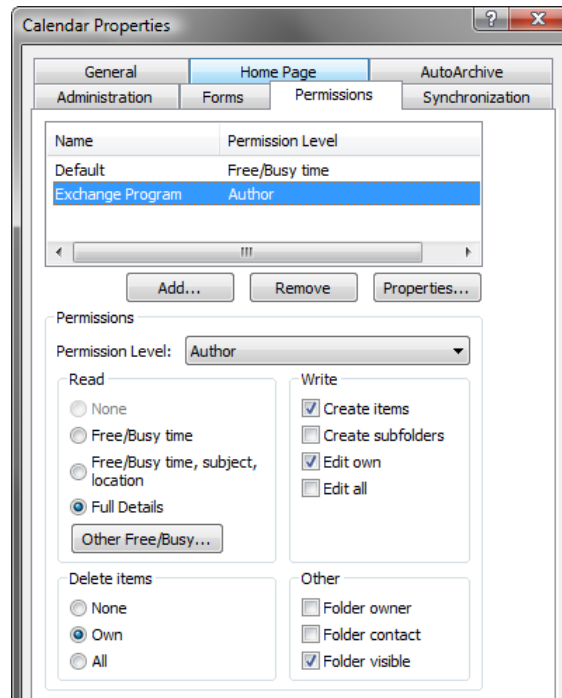 Calendar Properties
General Home Page AutoArchive
Administration Forms Permissions Synchronization
Name Permission Level
Default Free/Busy time
Exchange Program Author
Add... Remove Properties...
Permissions
Permission Level: Author
Read Write
None Create items
Free/Busy time Create subfolders
Free/Busy time, subject, Edit own
location Edit all
Full Details
Other Free/Busy...
Delete items Other
None Folder owner
Own Folder contact
All Folder visible